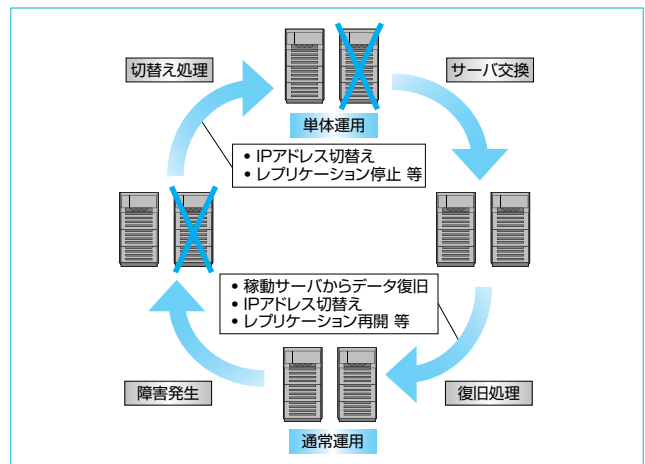 切替え処理
サーバ交換
単体運用
• IPアドレス切替え
• レプリケーション停止 等
• 稼動サーバからデータ復旧
• IPアドレス切替え
• レプリケーション再開 等
障害発生
復旧処理
通常運用